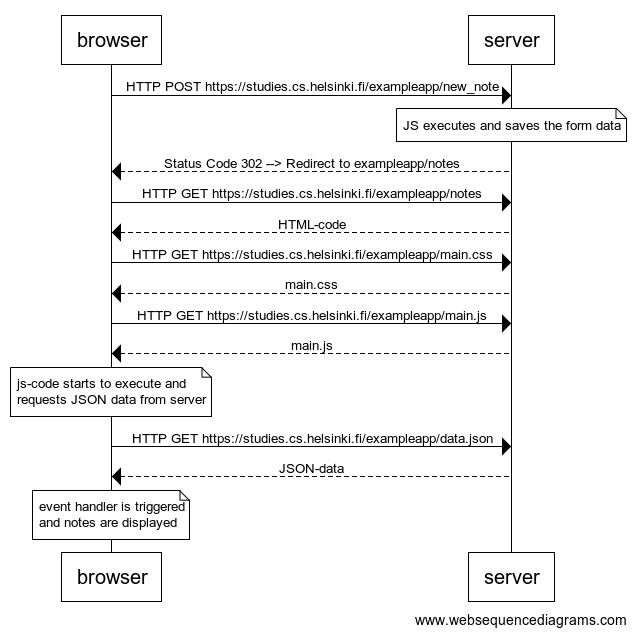 browser
server
HTTP POST https://studies.cs.helsinki.fi/exampleapp/new_note
JS executes and saves the form data
Status Code 302 --> Redirect to exampleapp/notes
HTTP GET https://studies.cs.helsinki.fi/exampleapp/notes
HTML-code
HTTP GET https://studies.cs.helsinki.fi/exampleapp/main.css
main.css
HTTP GET https://studies.cs.helsinki.fi/exampleapp/main.js
main.js
js-code starts to execute and
requests JSON data from server
HTTP GET https://studies.cs.helsinki.fi/exampleapp/data.json
JSON-data
event handler is triggered
and notes are displayed
browser
server
www.websequencediagrams.com